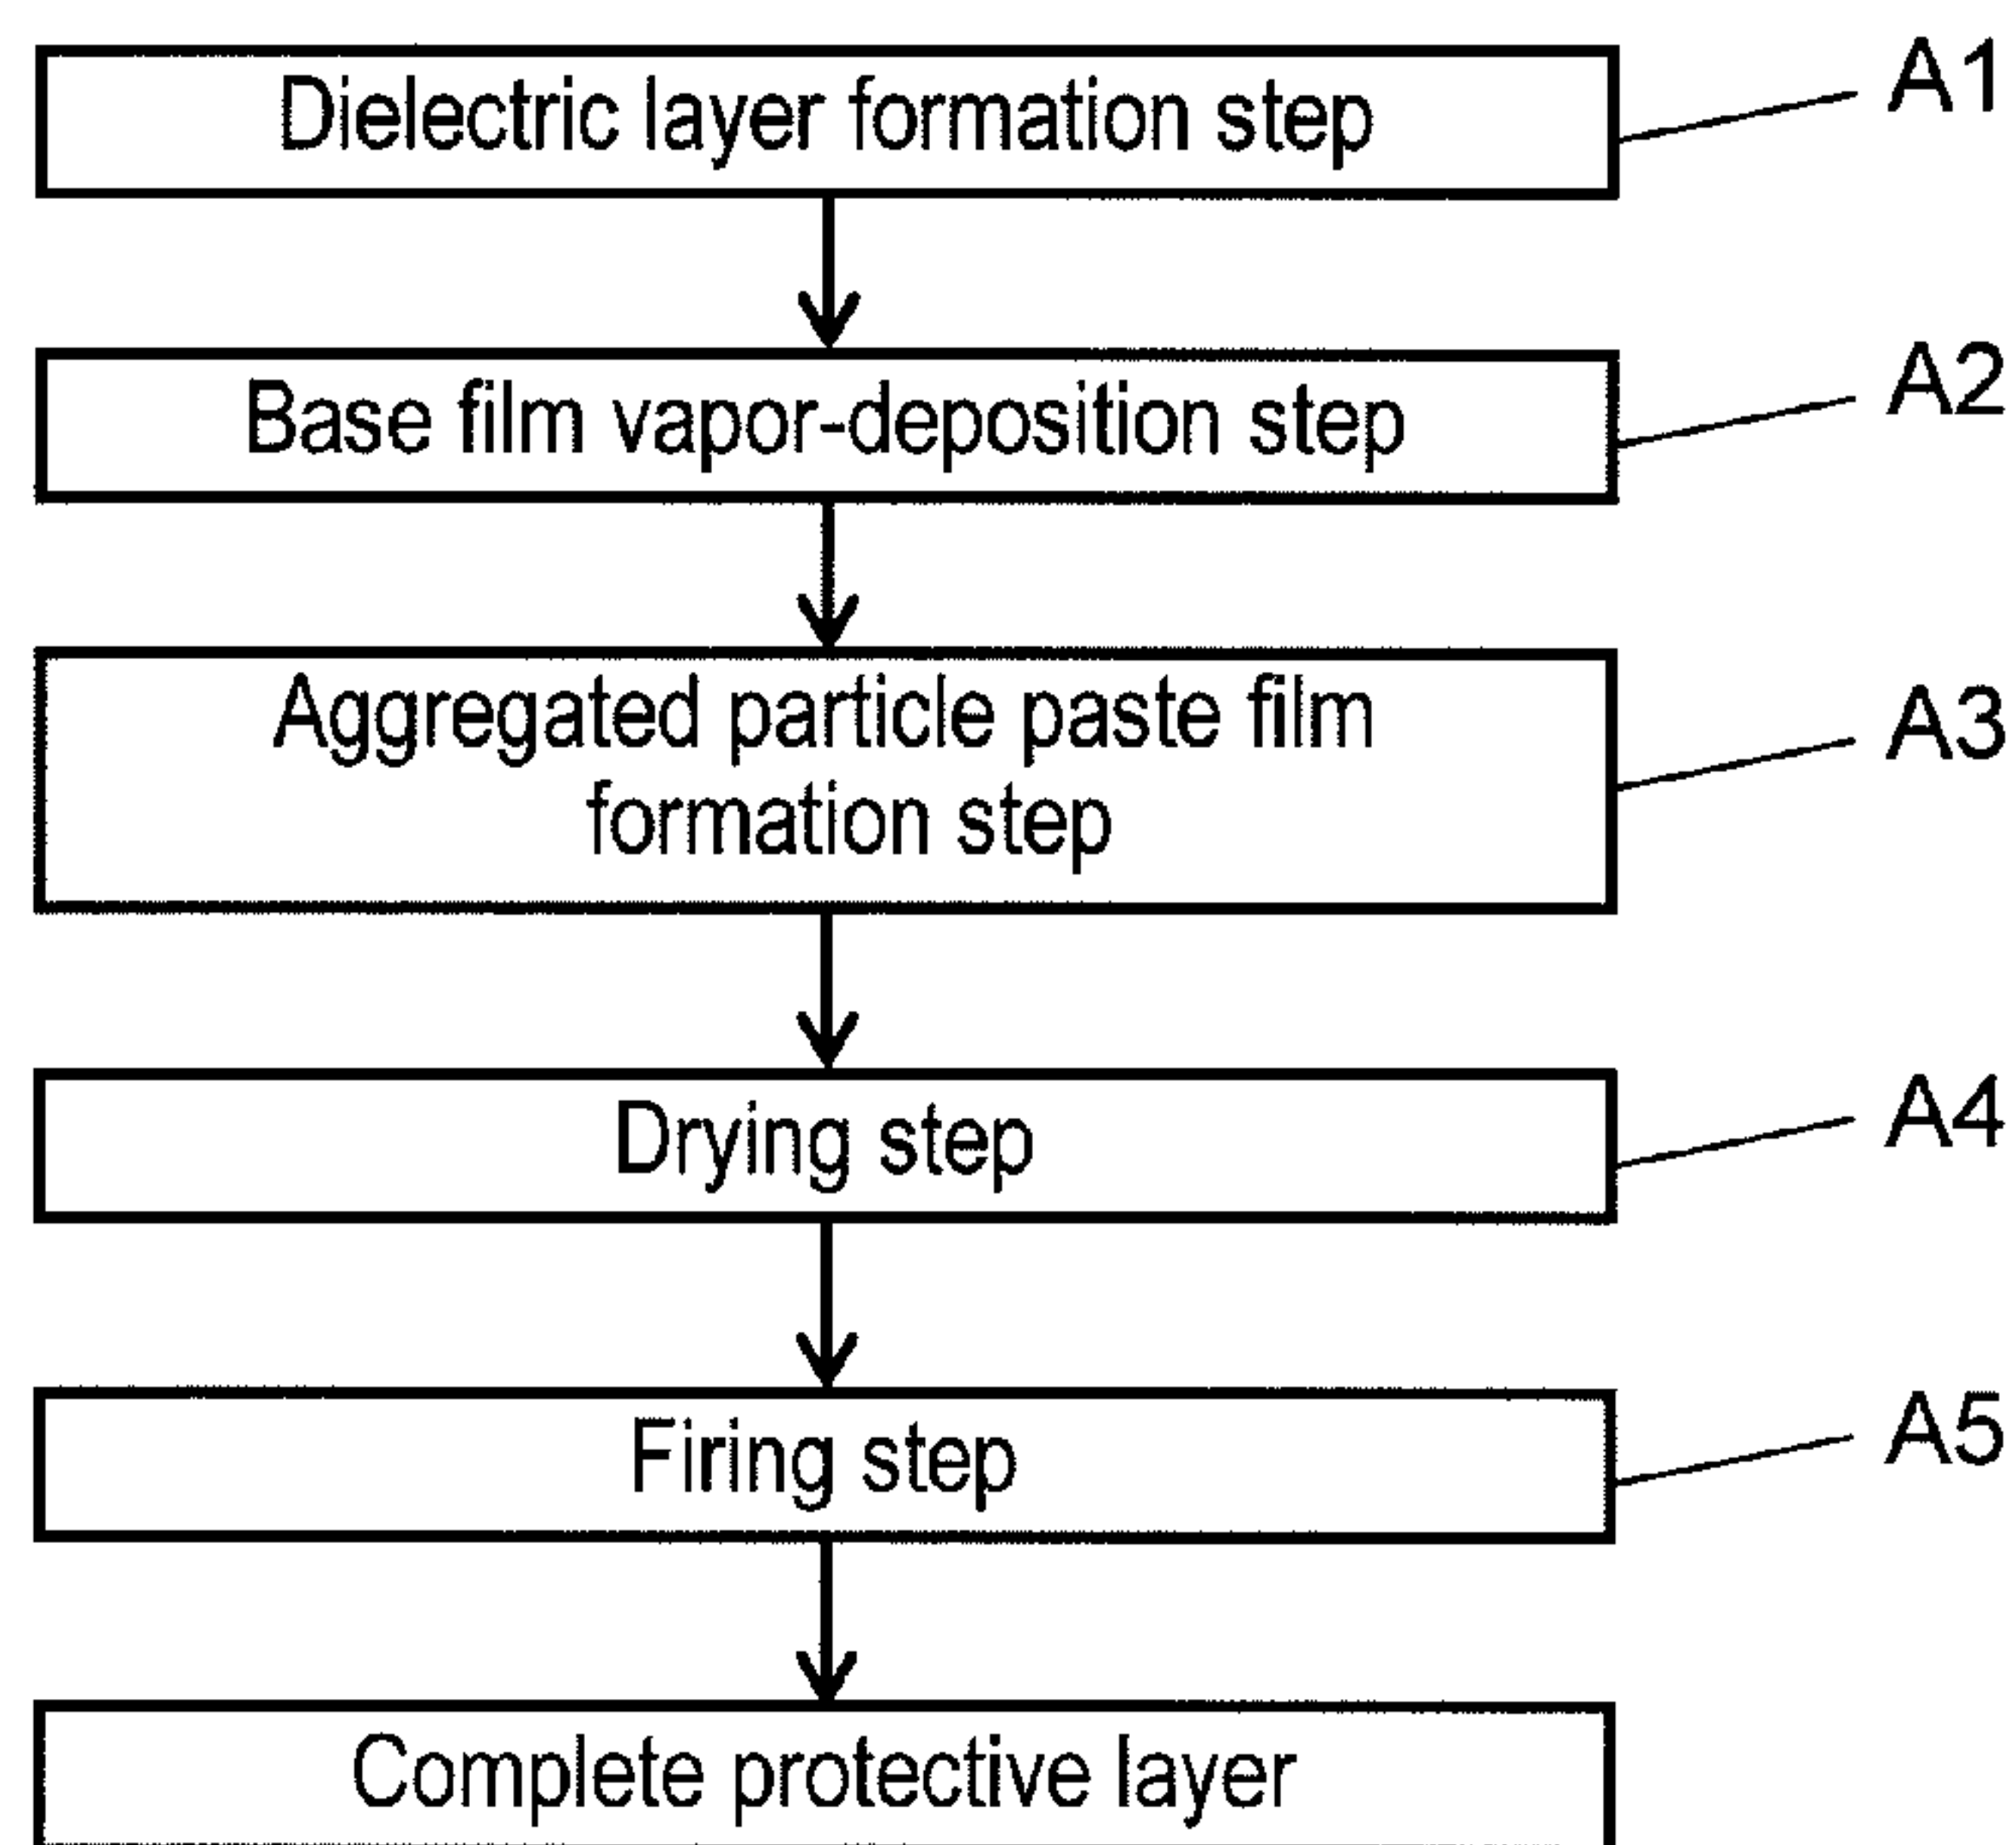 Dielectric layer formation step
A1
Base film vapor-deposition step
A2
Aggregated particle paste film
formation step
A3
Drying step
A4
Firing step
A5
Complete protective layer